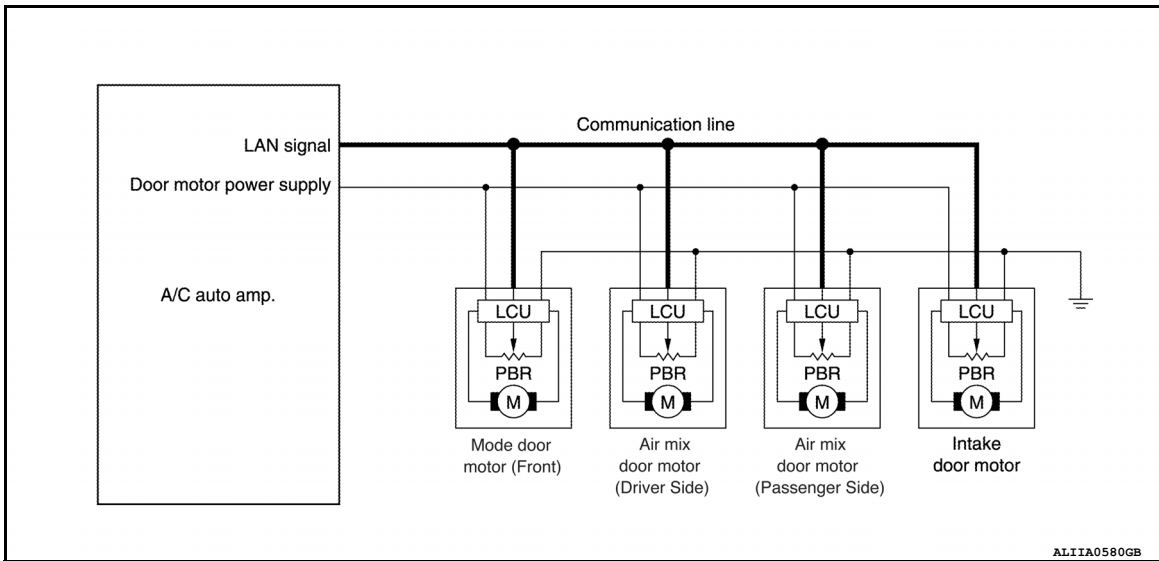 Communication line
LAN signal
Door motor power supply
A/C auto amp.
LCU
LCU
LCU
LCU
PBR
PBR
PBR
PBR
M
M
M
M
Mode door
motor (Front)
Air mix
door motor
(Driver Side)
Air mix
door motor
(Passenger Side)
Intake
door motor
ALIIA0580GB